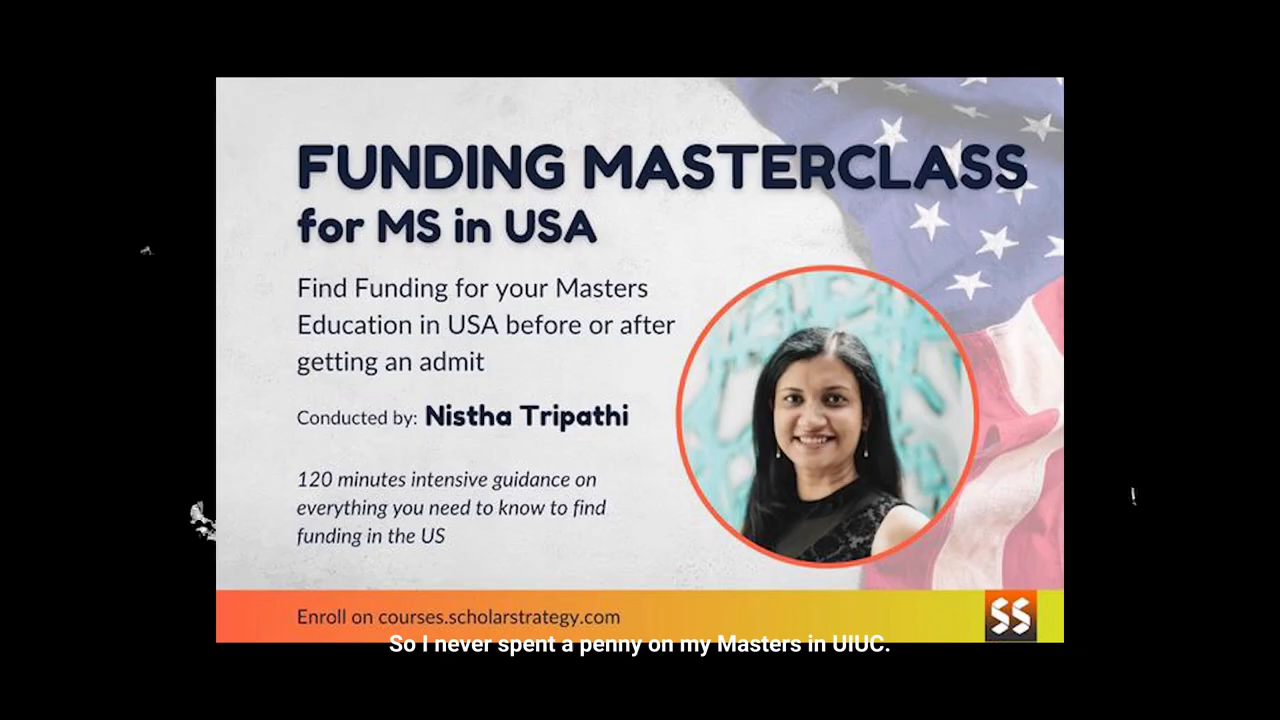 FUNDING MASTERCLASS
for MS in USA
Find Funding for your Masters
Education in USA before or after
getting an admit
Conducted by: Nistha Tripathi
120 minutes intensive guidance on
everything you need to know to find
funding in the US
Enroll on courses.scholarstrategy.com
SS
So I never spent a penny on my Masters in UIUC.